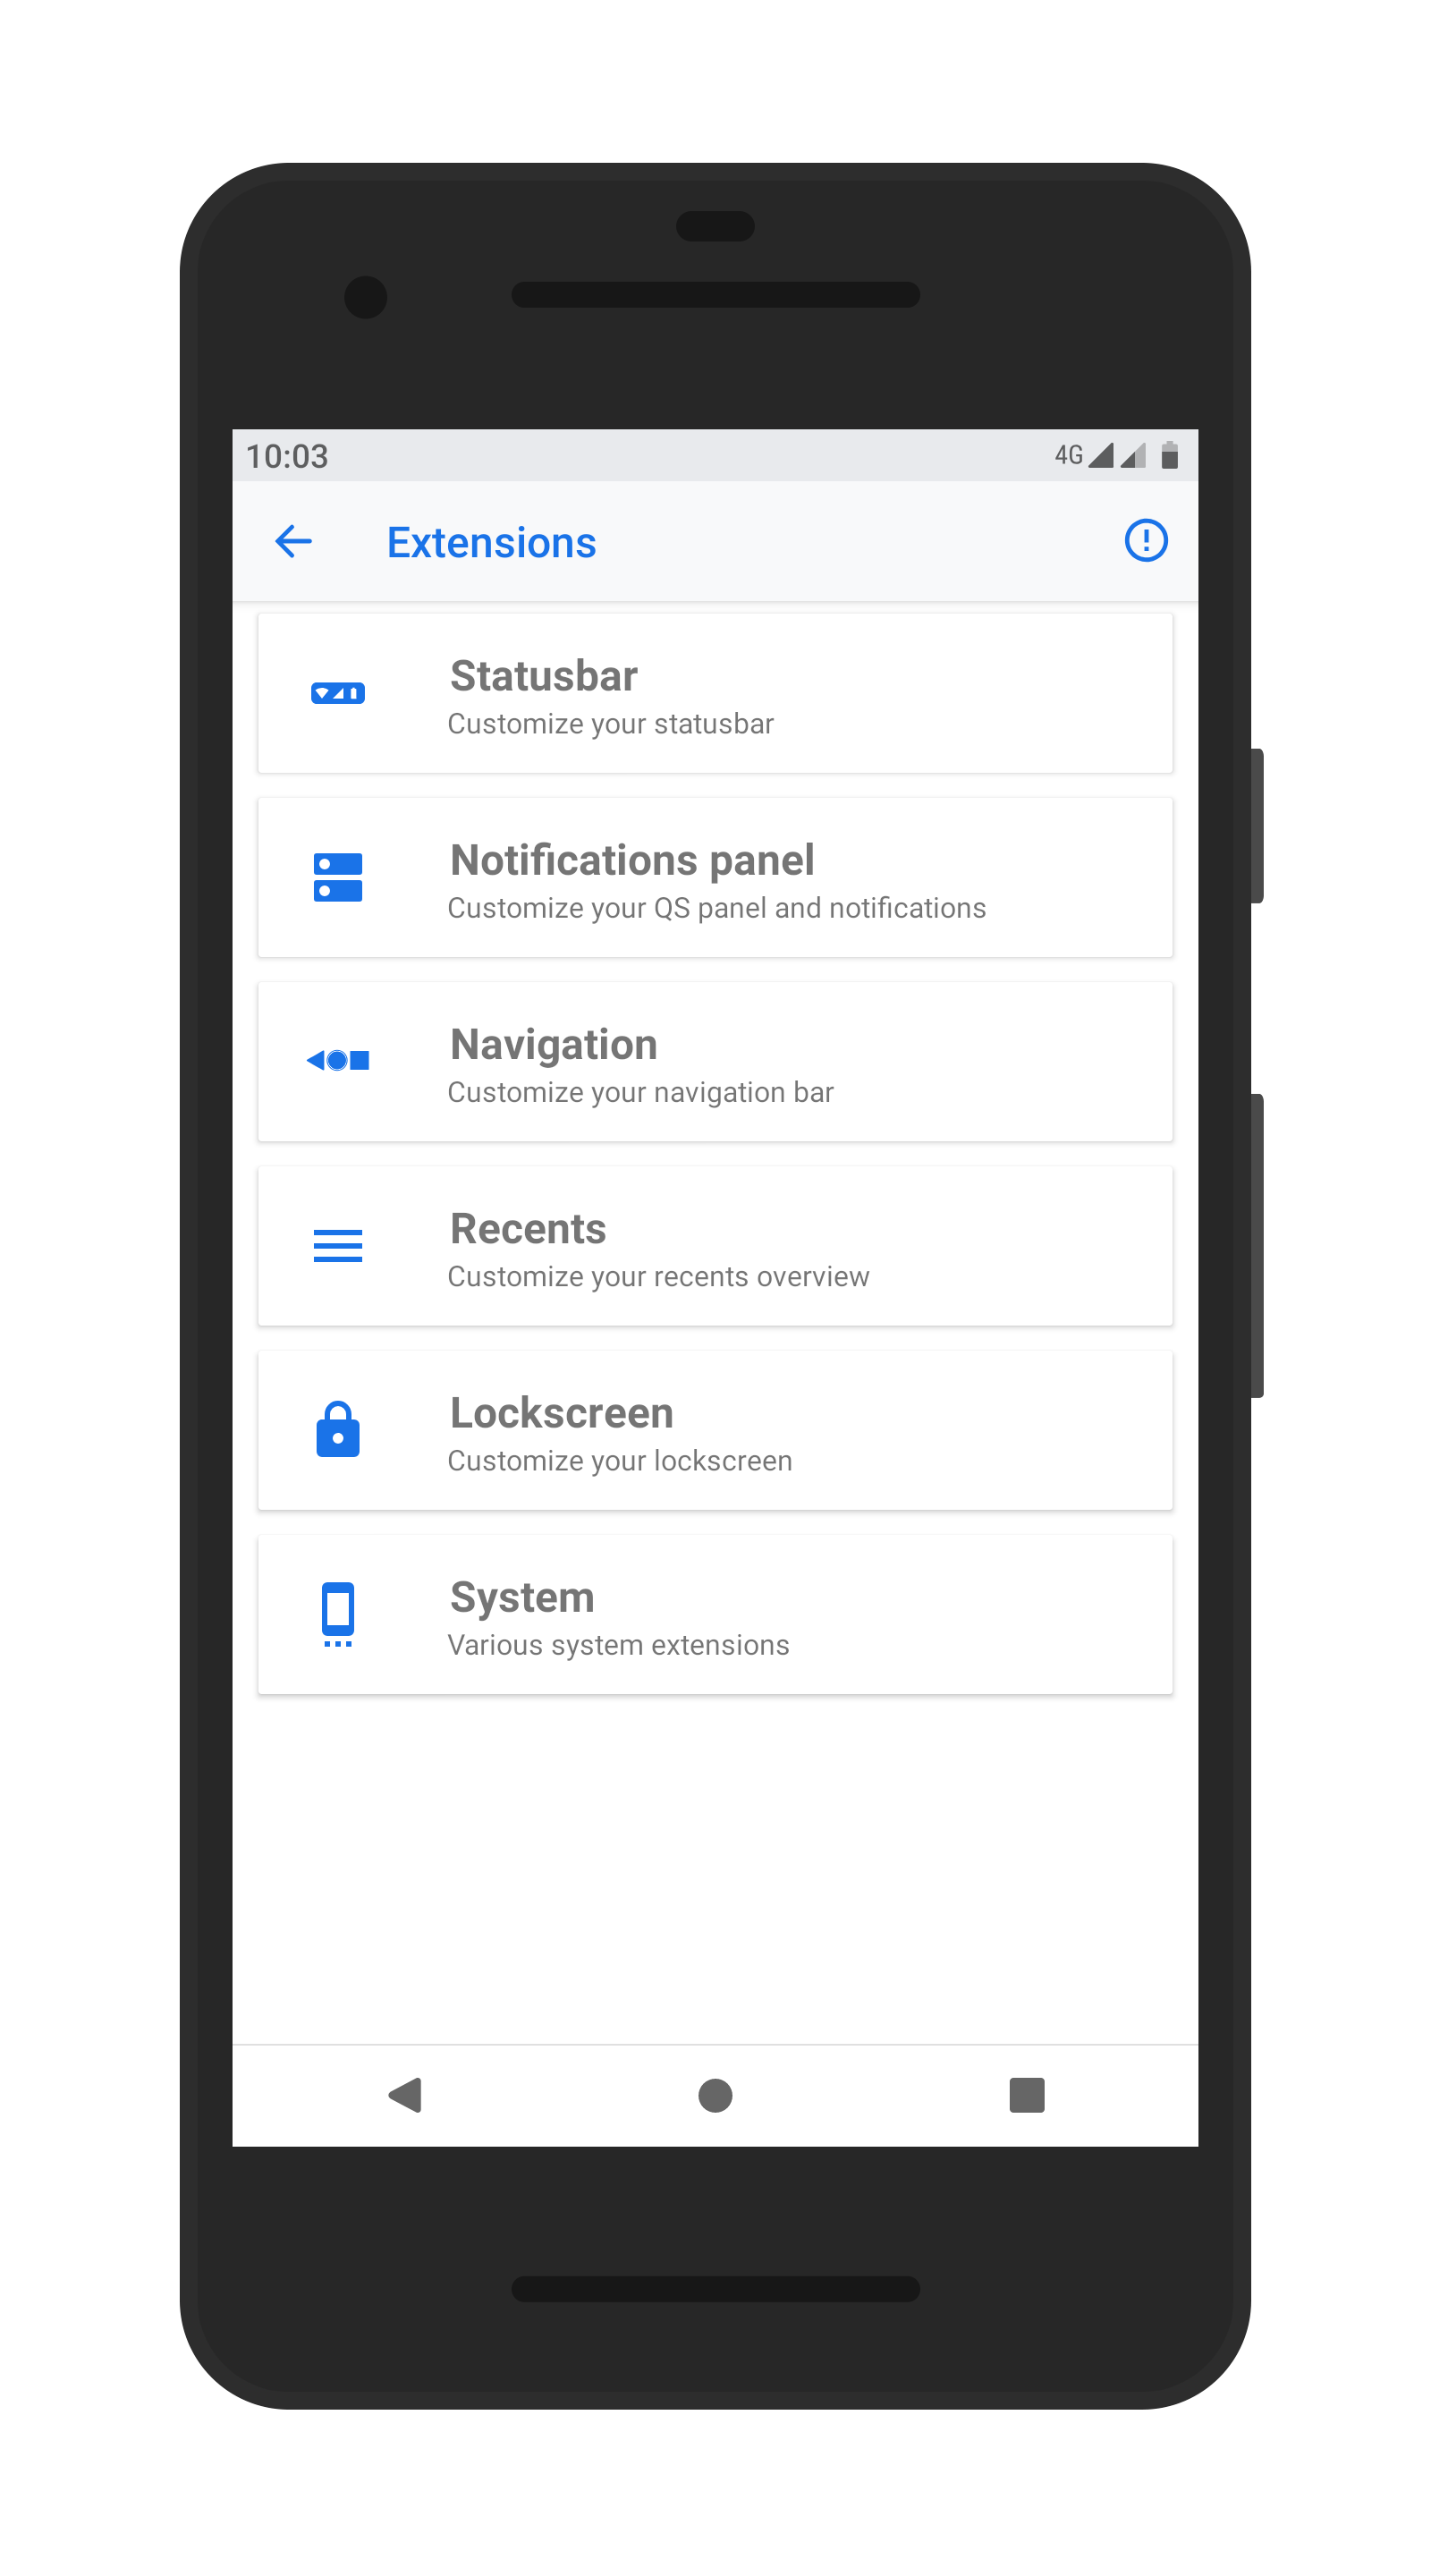 10:03 4G
Extensions
Statusbar
Customize your statusbar
Notifications panel
Customize your QS panel and notifications
Navigation
Customize your navigation bar
Recents
Customize your recents overview
Lockscreen
Customize your lockscreen
System
Various system extensions